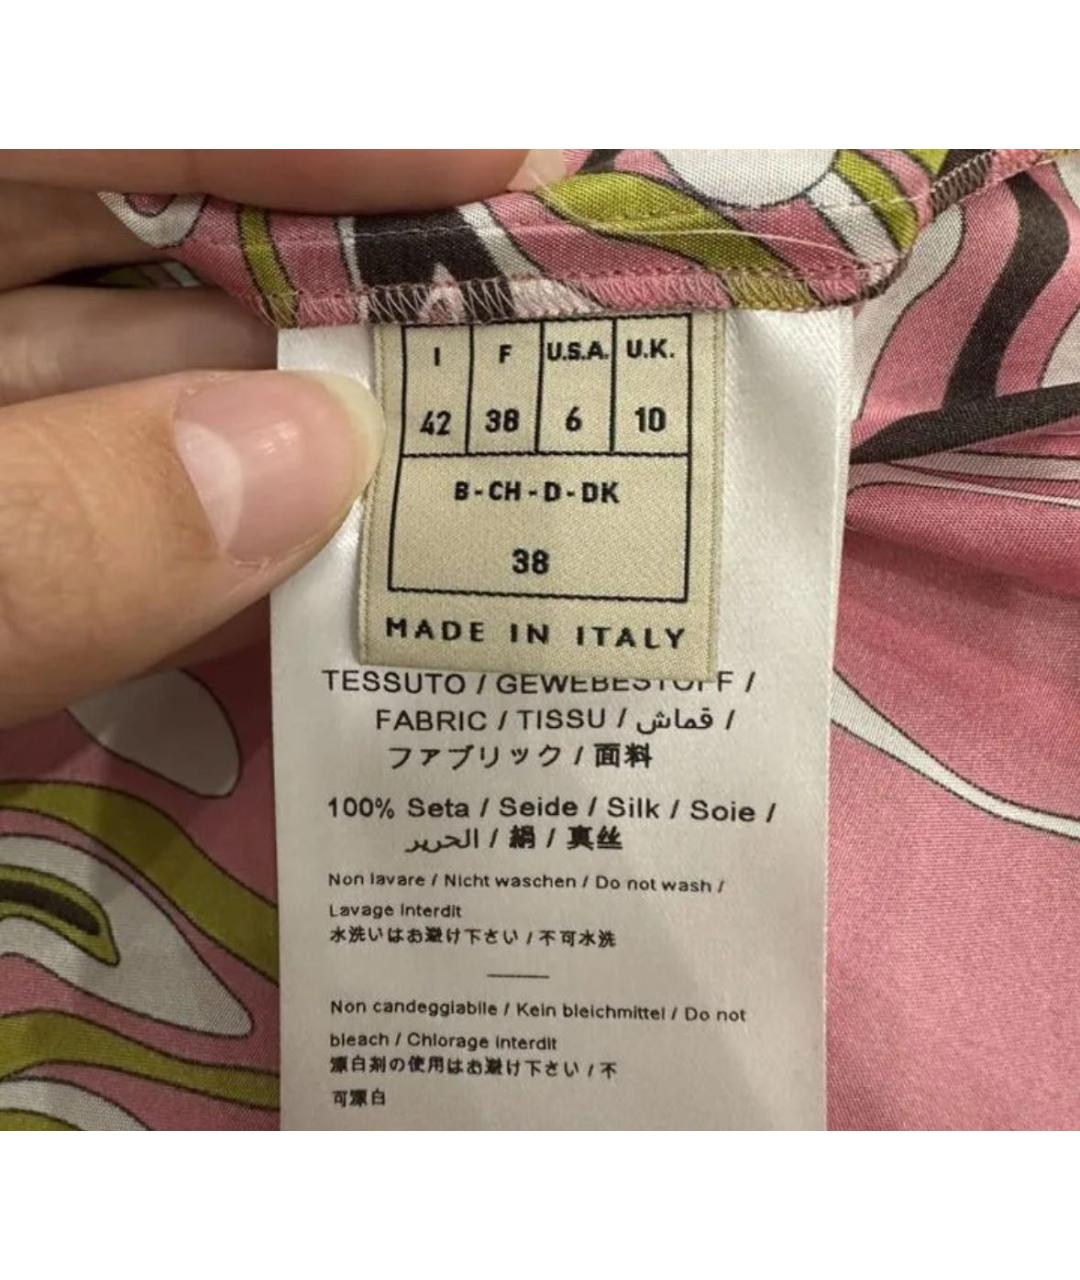 I F U.S.A. U.K.
42 38 6 10
B-CH-D-DK
38
MADE IN ITALY
TESSUTO / GEWEBESTOFF /
FABRIC / TISSU / قماش /
ファブリック / 面料
100% Seta / Seide / Silk / Soie /
الحرير / 絹 / 真丝
Non lavare / Nicht waschen / Do not wash /
Lavage interdit
水洗いはお避け下さい / 不可水洗
Non candeggiabile / Kein bleichmittel / Do not
bleach / Chlorage interdit
漂白剤の使用はお避け下さい / 不
可漂白